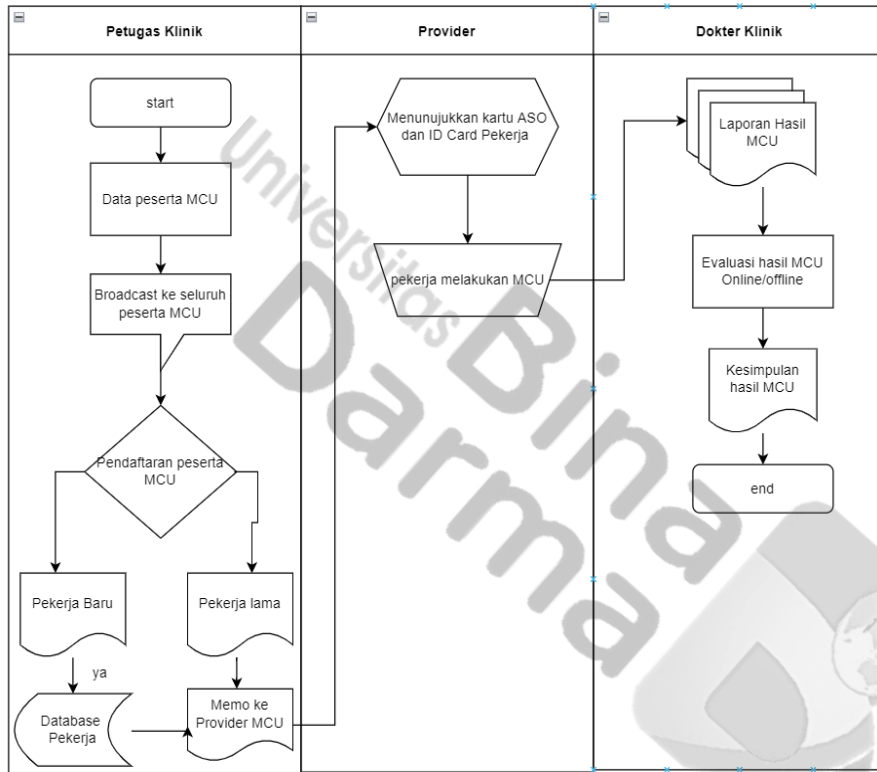 Petugas Klinik
Provider
Dokter Klinik
start
Data peserta MCU
Broadcast ke seluruh
peserta MCU
Pendaftaran peserta
MCU
Pekerja Baru
Pekerja lama
ya
Database
Pekerja
Memo ke
Provider MCU
Menunujukkan kartu ASO
dan ID Card Pekerja
pekerja melakukan MCU
Laporan Hasil
MCU
Evaluasi hasil MCU
Online/offline
Kesimpulan
hasil MCU
end
Universitas
Bina
Darma